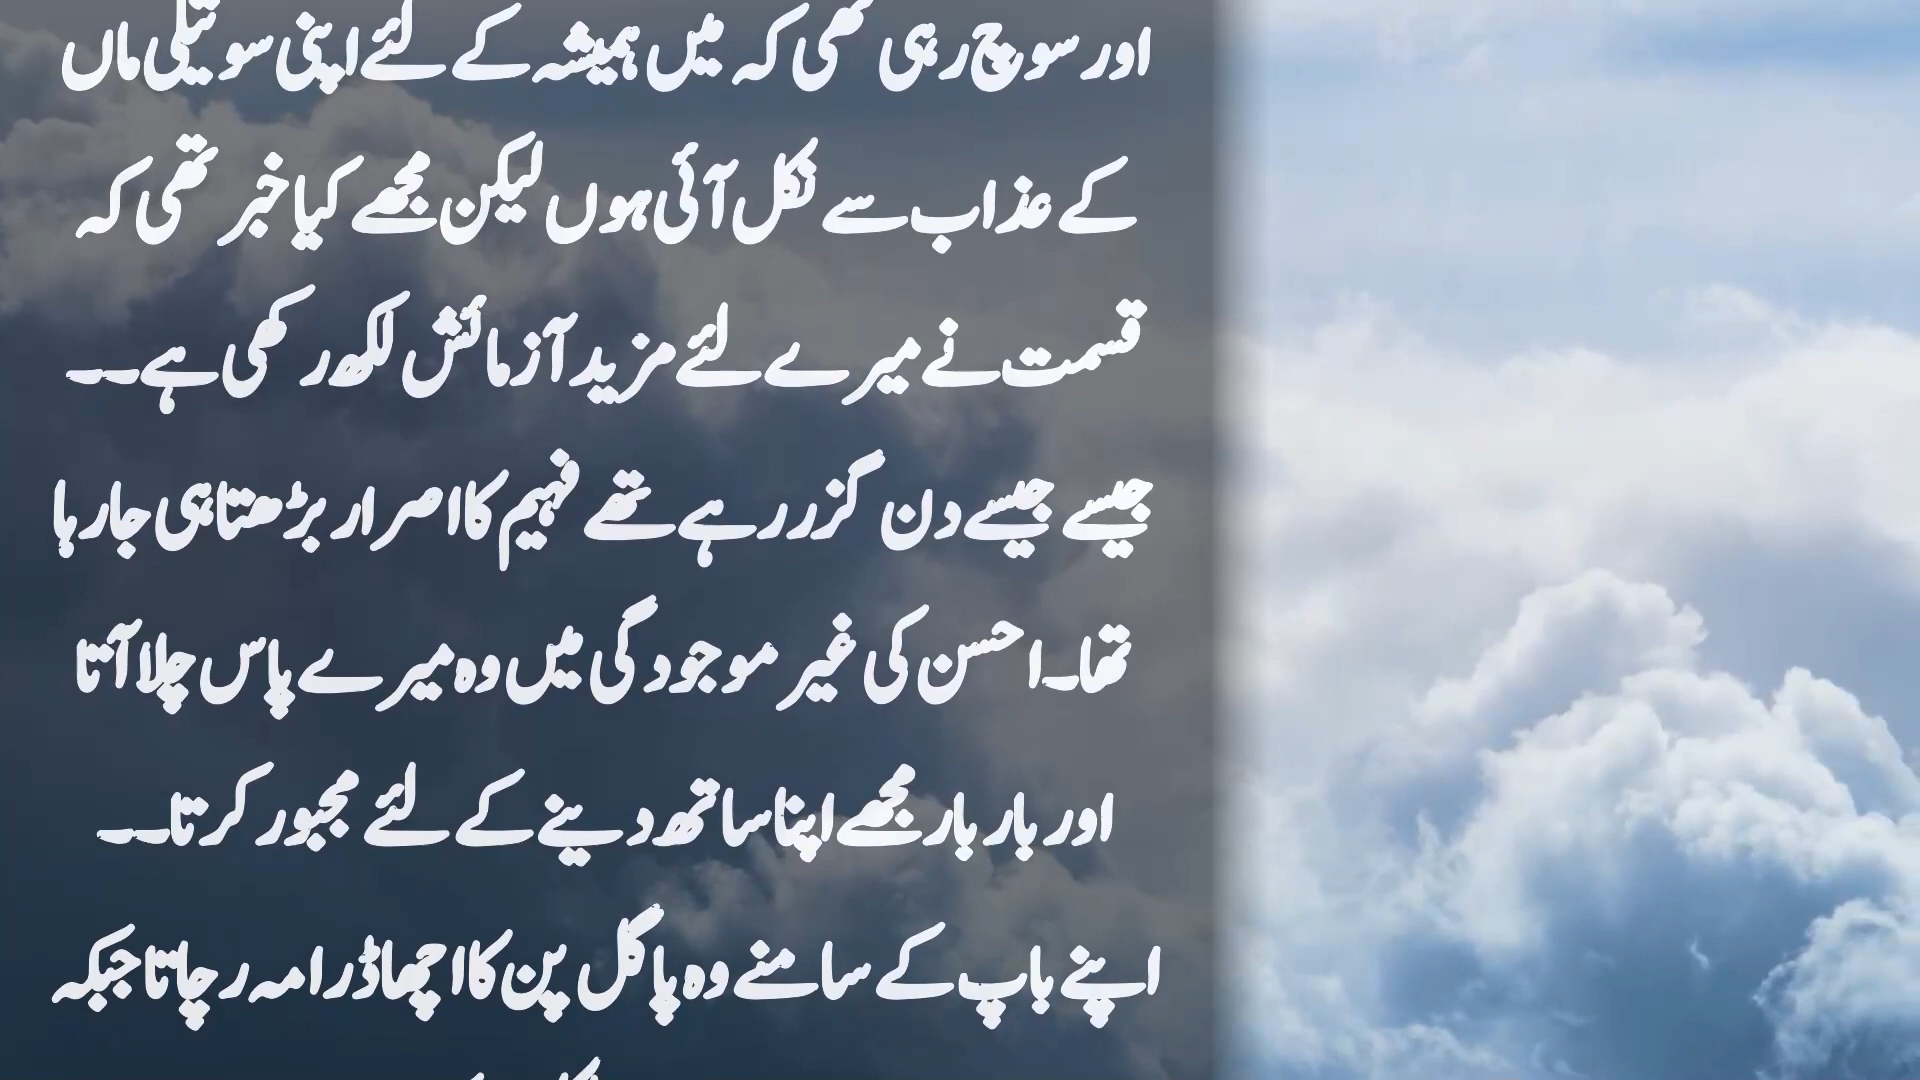 اور سوچ رہی تھی کہ میں ہمیشہ کے لئے اپنی سوتیلی ماں
کے عذاب سے نکل آئی ہوں لیکن مجھے کیا خبر تھی کہ
قسمت نے میرے لئے مزید آزمائش لکھ رکھی ہے۔۔
جیسے جیسے دن گزر رہے تھے فہیم کا اصرار بڑھتا ہی جا رہا
تھا۔ احسن کی غیر موجودگی میں وہ میرے پاس چلا آتا
اور بار بار مجھے اپنا ساتھ دینے کے لئے مجبور کرتا۔۔
اپنے باپ کے سامنے وہ پاگل پن کا اچھا ڈرامہ رچاتا جبکہ